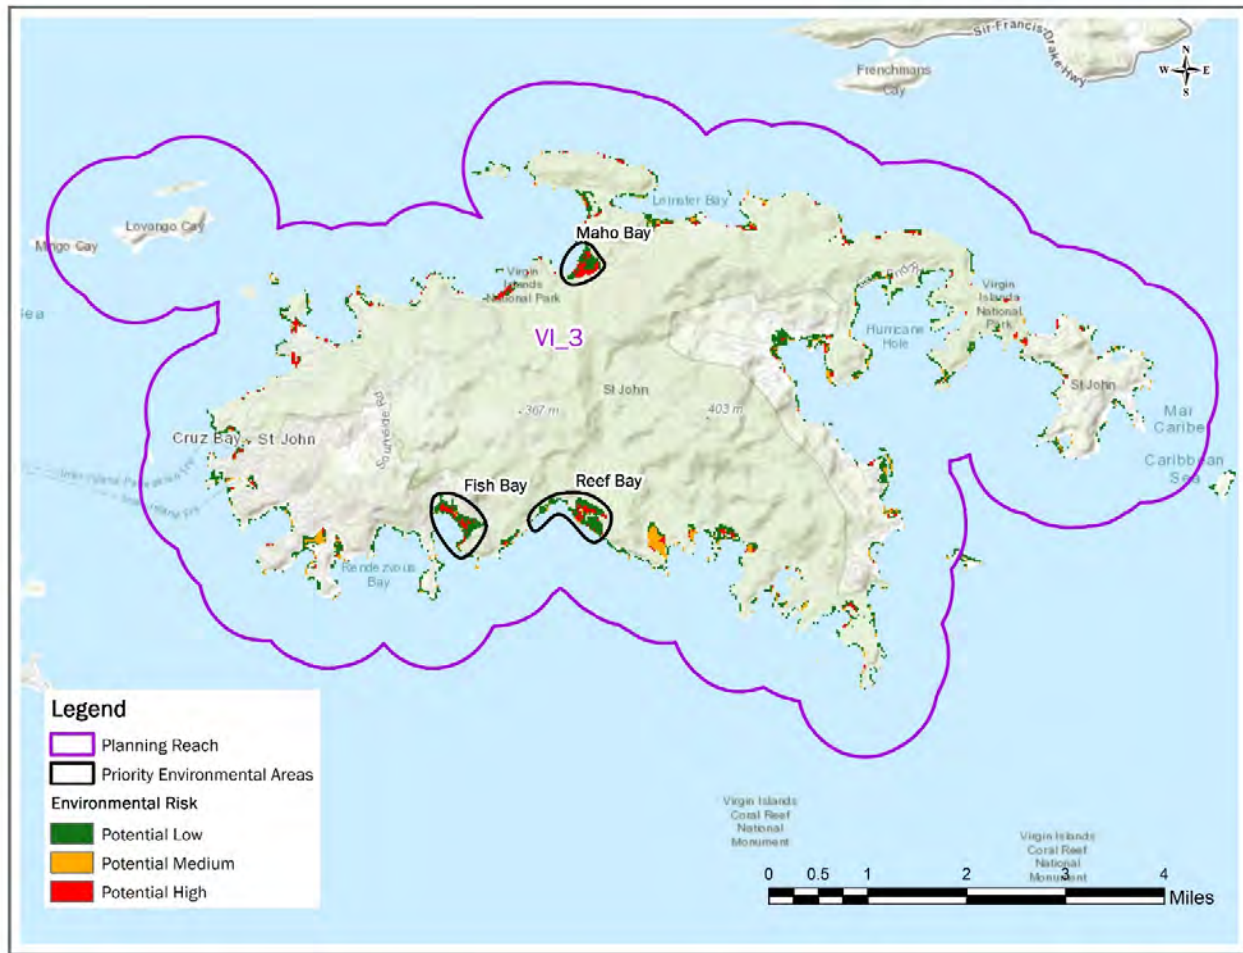 Sir-Francis-Drake-Hwy
Frenchmans
Cay
N
W
E
S
Leinster Bay
Lovango Cay
Mingo Cay
Maho Bay
Virgin
Islands
National Park
Virgin
Islands
National
Park
VI_3
Hurricane
Hole
St John
St John
367 m
403 m
Mar
Caribe
Caribbean
Sea
Cruz Bay - St John
Fish Bay
Reef Bay
Rendezvous
Bay
Legend
Planning Reach
Priority Environmental Areas
Environmental Risk
Potential Low
Potential Medium
Potential High
Virgin Islands
Coral Reef
National
Monument
Virgin Islands
Coral Reef
National
Monument
0 0.5 1 2 3 4
Miles